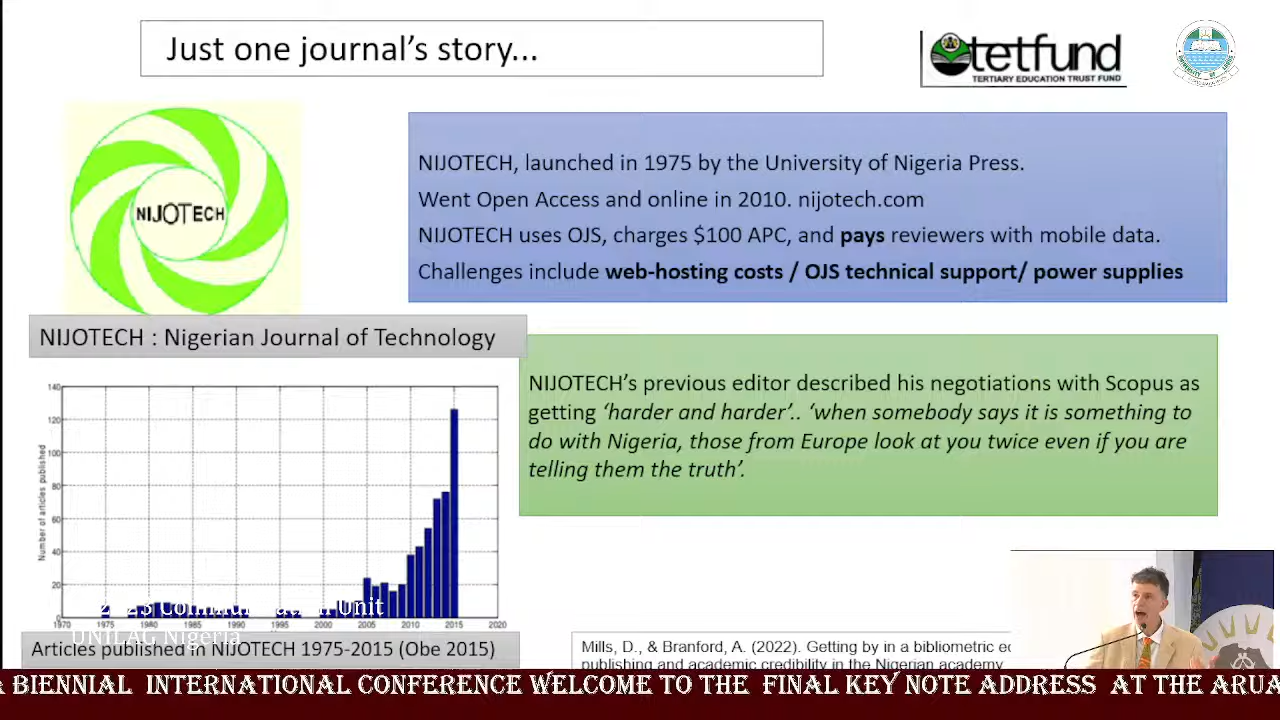 Just one journal's story...
tetfund
TERTIARY EDUCATION TRUST FUND
NIJOTECH
NIJOTECH, launched in 1975 by the University of Nigeria Press.
Went Open Access and online in 2010. nijotech.com
NIJOTECH uses OJS, charges $100 APC, and pays reviewers with mobile data.
Challenges include web-hosting costs / OJS technical support/ power supplies
NIJOTECH : Nigerian Journal of Technology
NIJOTECH's previous editor described his negotiations with Scopus as
getting 'harder and harder'.. 'when somebody says it is something to
do with Nigeria, those from Europe look at you twice even if you are
telling them the truth'.
Number of articles published
140
120
100
80
60
40
20
0
1970 1975 1980 1985 1990 1995 2000 2005 2010 2015 2020
Unit
UNILAG Nigeria
Articles published in NIJOTECH 1975-2015 (Obe 2015)
Mills, D., & Branford, A. (2022). Getting by in a bibliometric
publishing and academic credibility in the Nigerian academy
BIENNIAL INTERNATIONAL CONFERENCE WELCOME TO THE FINAL KEY NOTE ADDRESS AT THE ARUA